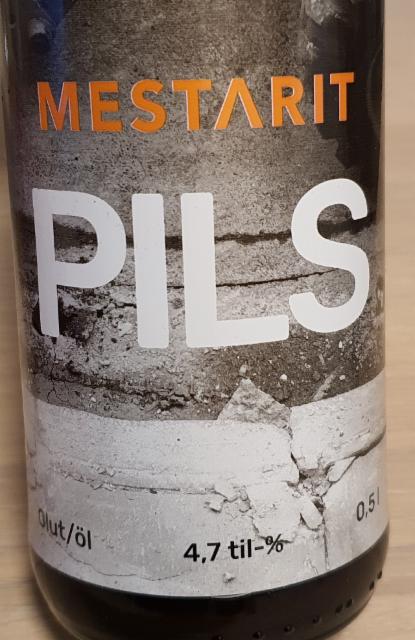 MESTARIT
PILS
olut/öl 4,7 til-% 0,5 l